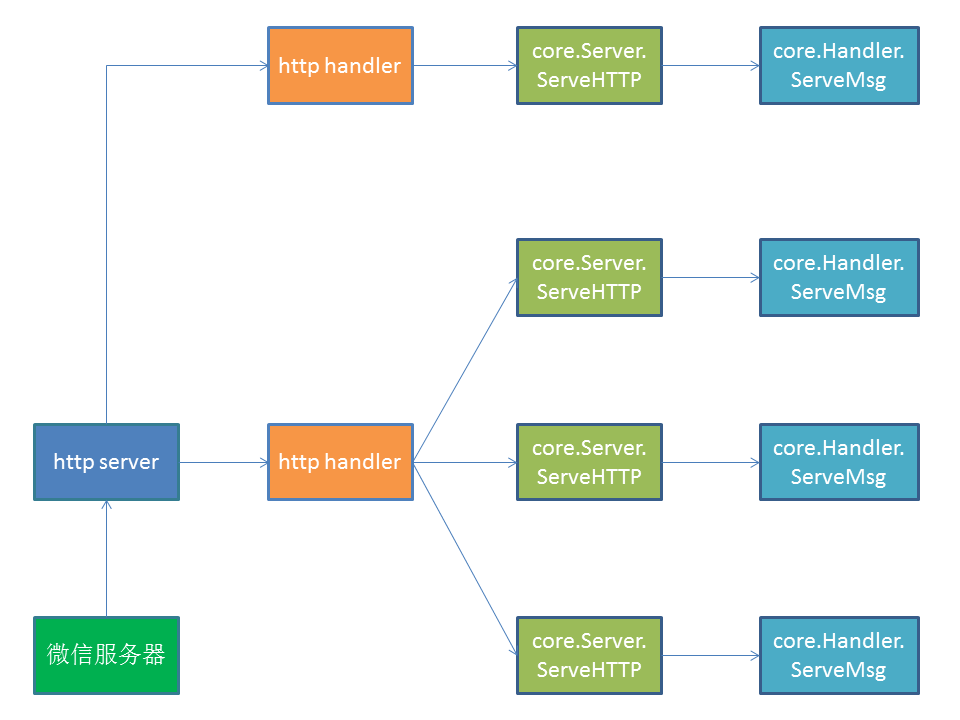 http handler
core.Server.
ServeHTTP
core.Handler.
ServeMsg
core.Server.
ServeHTTP
core.Handler.
ServeMsg
http server
http handler
core.Server.
ServeHTTP
core.Handler.
ServeMsg
微信服务器
core.Server.
ServeHTTP
core.Handler.
ServeMsg